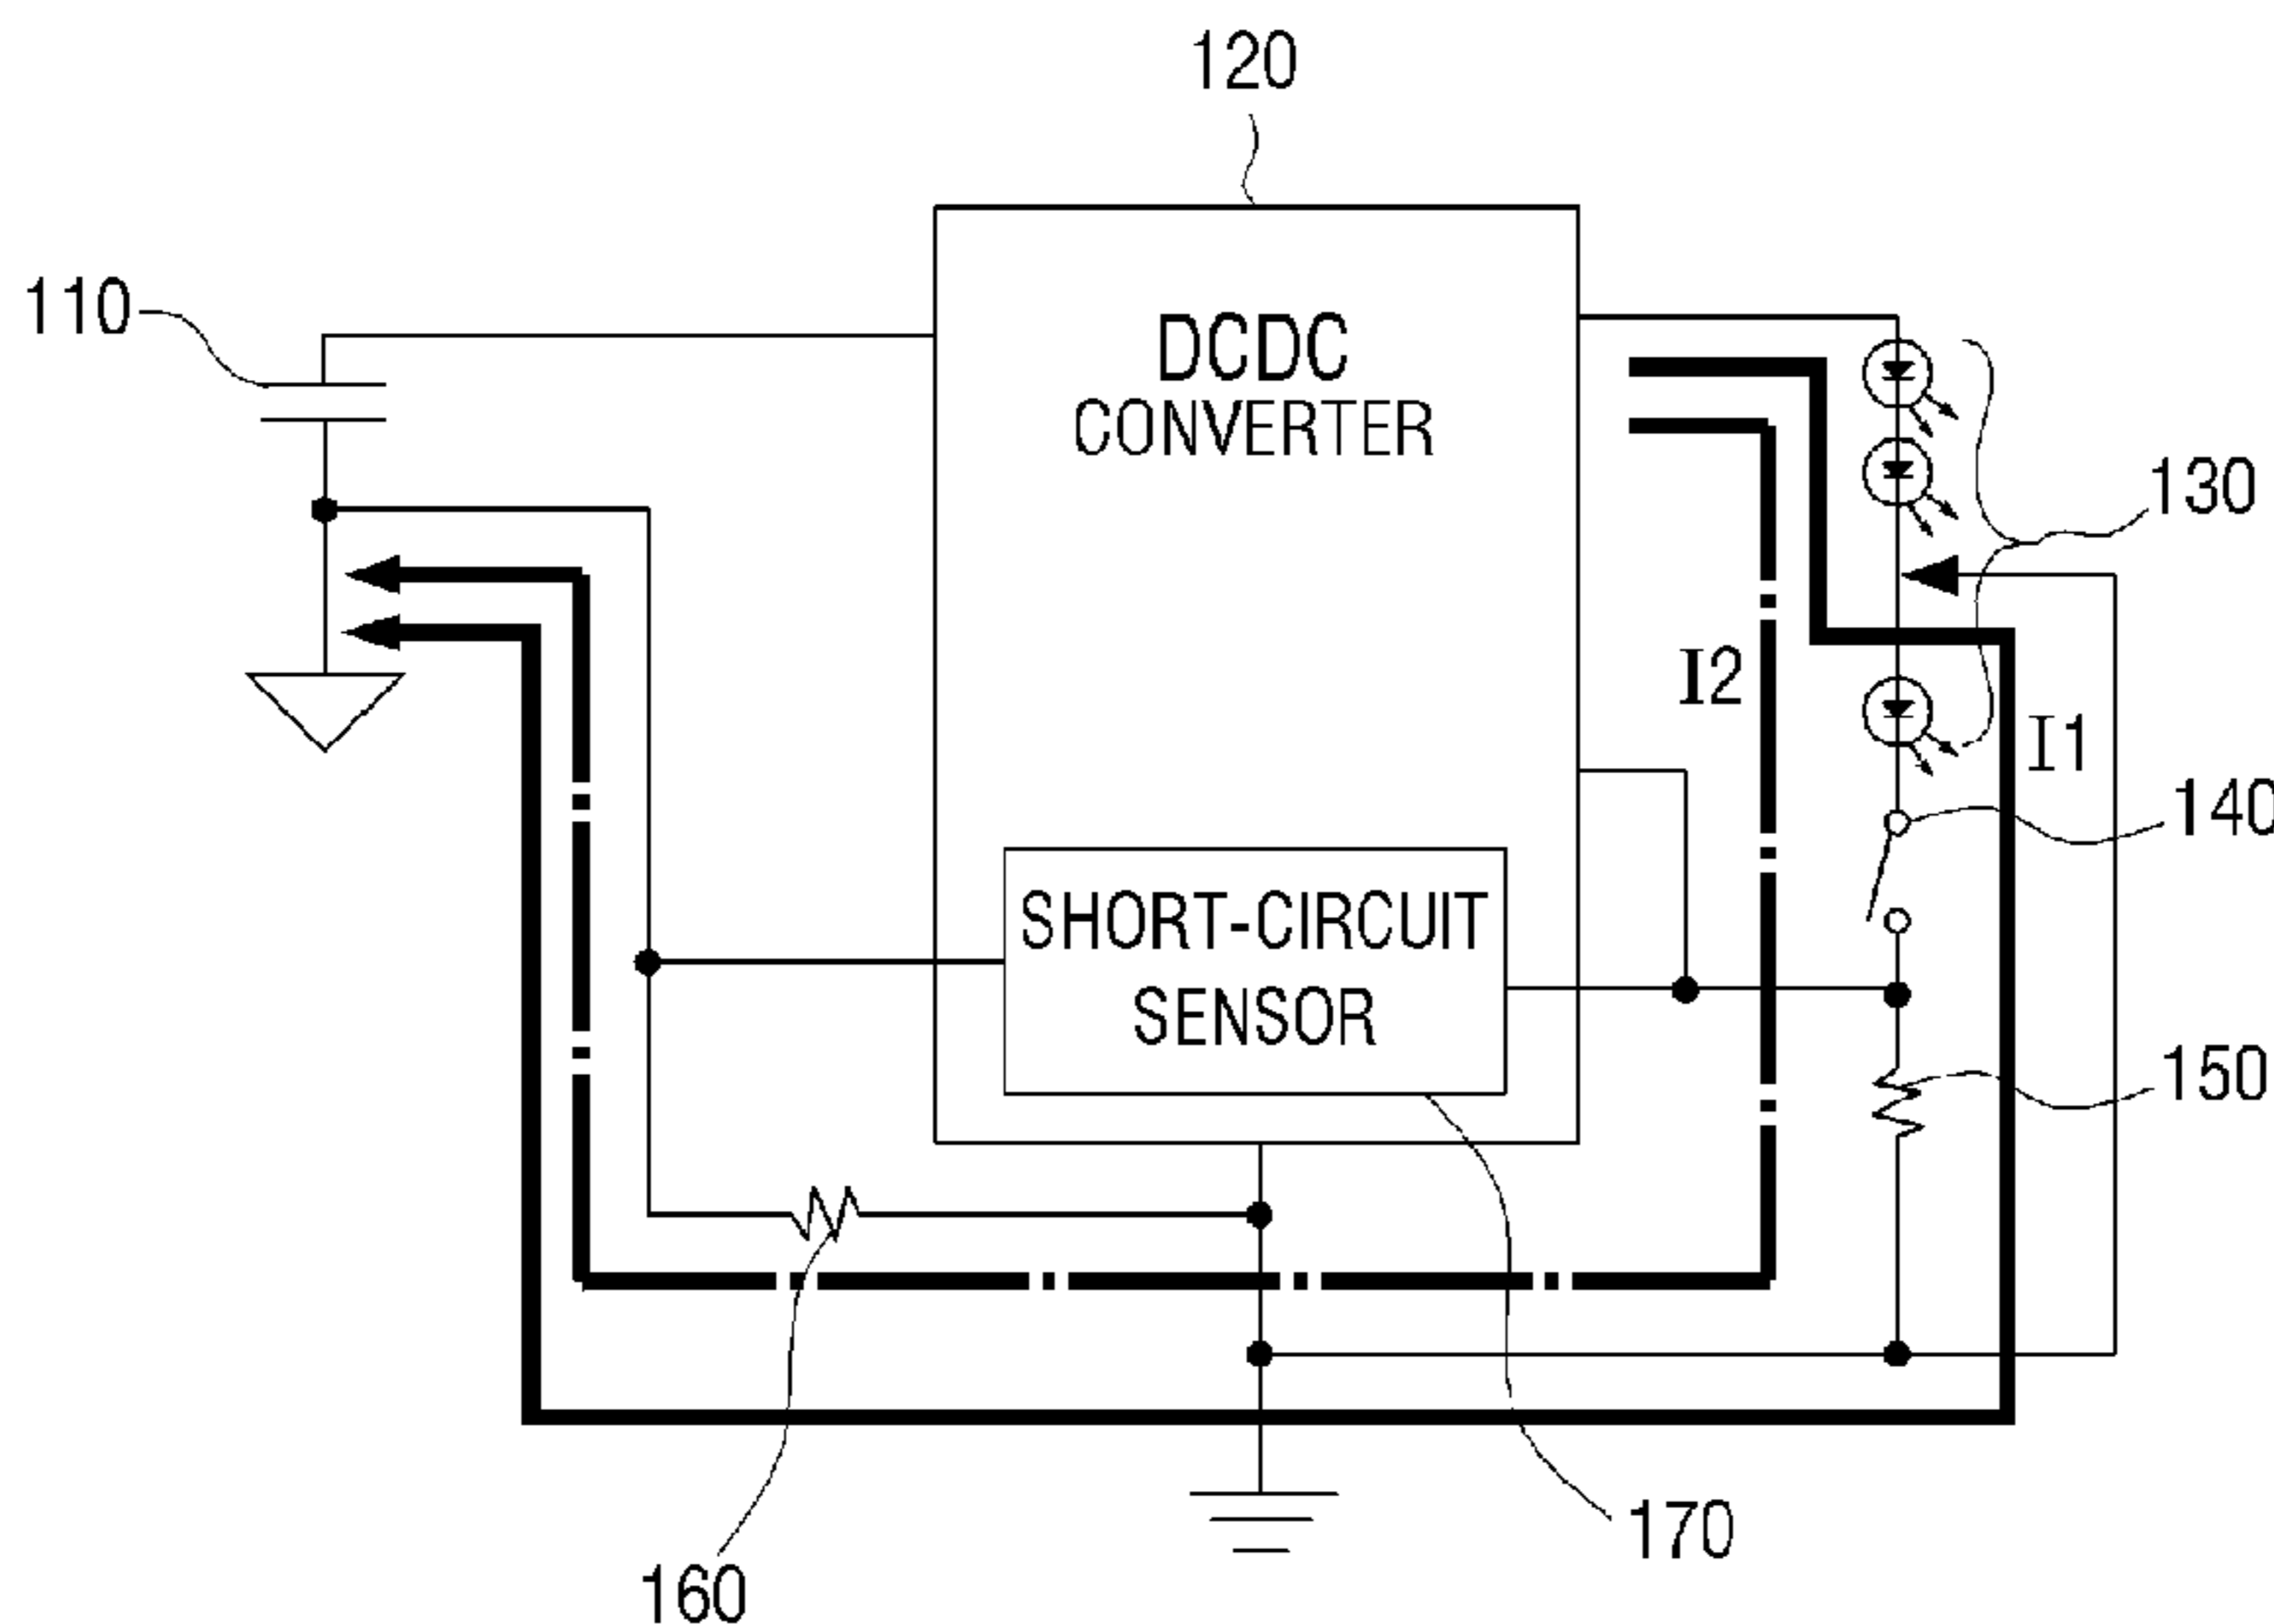 120
110
DCDC
CONVERTER
130
I2
I1
140
SHORT-CIRCUIT
SENSOR
150
170
160